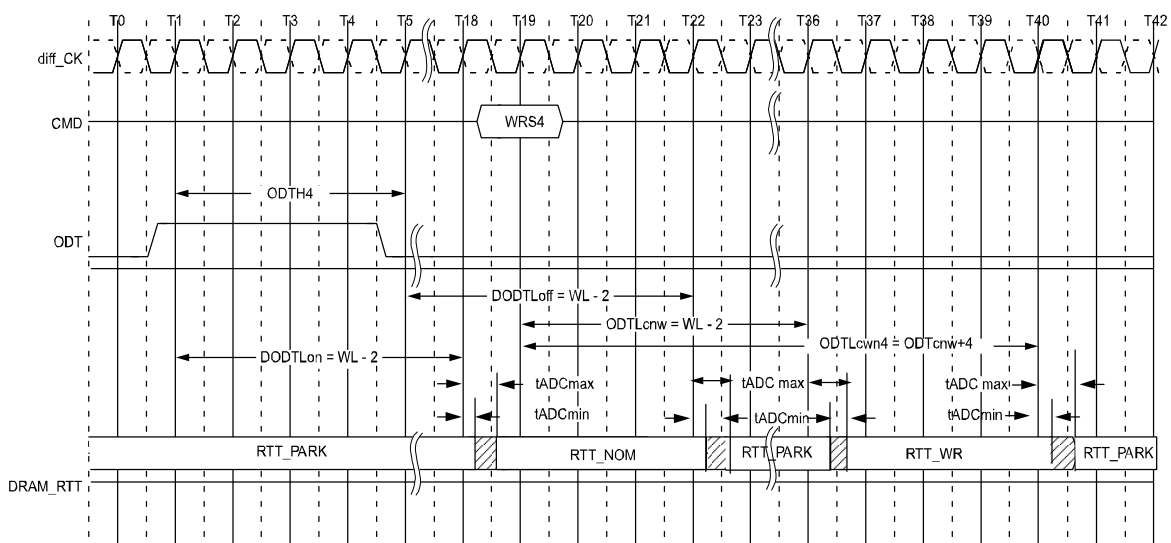 T0 T1 T2 T3 T4 T5 T18 T19 T20 T21 T22 T23 T36 T37 T38 T39 T40 T41 T42
diff_CK
CMD
WRS4
ODTH4
ODT
DODTLoff = WL - 2
ODTLcnw = WL - 2
ODTLcwn4 = ODTcnw+4
DODTLon = WL - 2
tADCmax
tADC max
tADC max
tADCmin
tADCmin
tADCmin
RTT_PARK
RTT_NOM
RTT_PARK
RTT_WR
RTT_PARK
DRAM_RTT